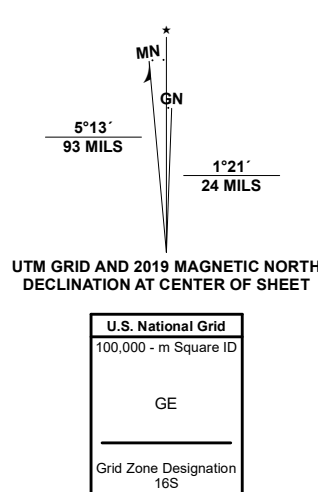 ★
MN
GN
5°13´
93 MILS
1°21´
24 MILS
UTM GRID AND 2019 MAGNETIC NORTH
DECLINATION AT CENTER OF SHEET
U.S. National Grid
100,000 - m Square ID
GE
Grid Zone Designation
16S